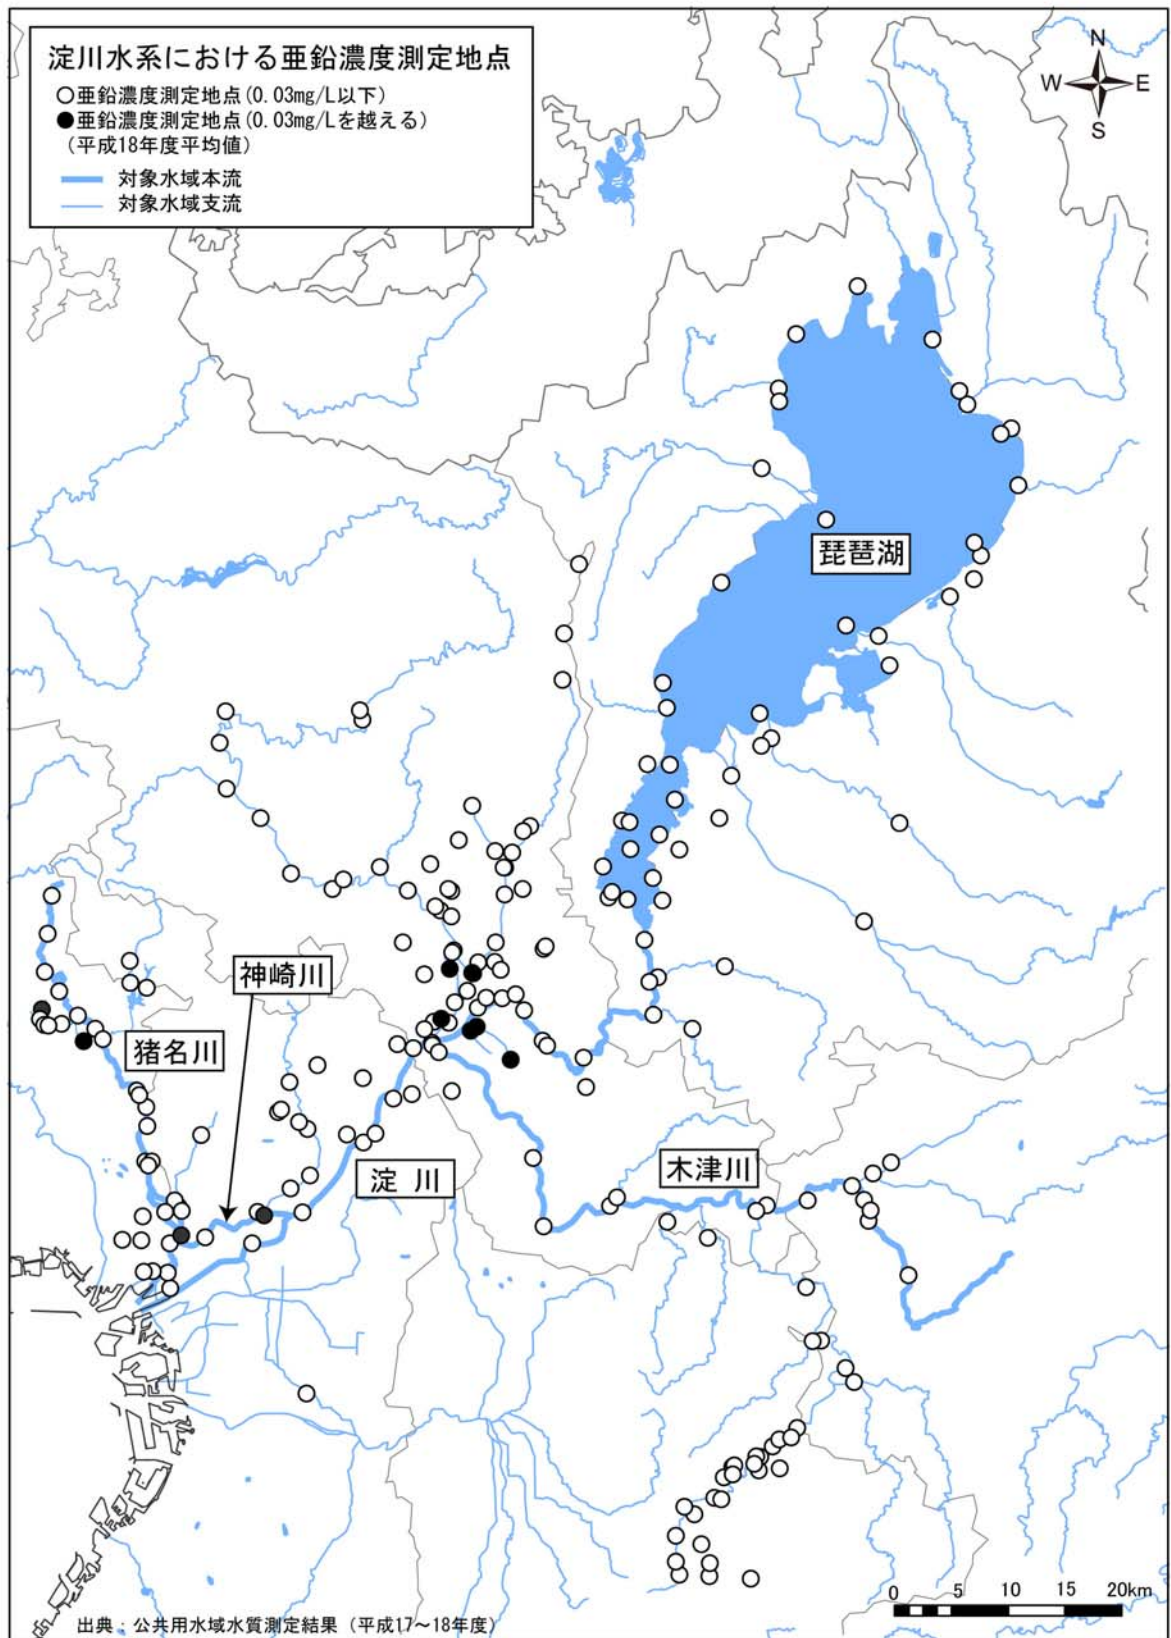 淀川水系における亜鉛濃度測定地点
○亜鉛濃度測定地点(0.03mg/L以下)
●亜鉛濃度測定地点(0.03mg/Lを越える)
(平成18年度平均値)
対象水域本流
対象水域支流
N
W E
S
琵琶湖
神崎川
猪名川
淀 川
木津川
0 5 10 15 20km
出典：公共用水域水質測定結果（平成17〜18年度）